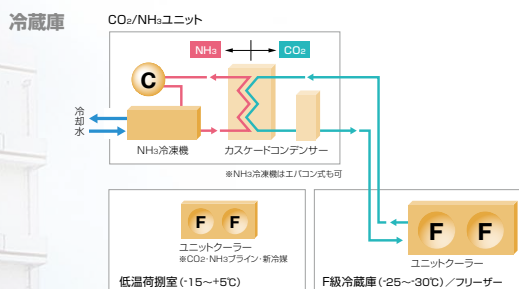 冷蔵庫
CO₂/NH₃ユニット
NH₃
CO₂
C
冷却水
NH₃冷凍機
カスケードコンデンサー
※NH₃冷凍機はエバコン式も可
F F
ユニットクーラー
※CO₂・NH₃ブライン・新冷媒
低温荷捌室(-15~+5℃)
F F
ユニットクーラー
F級冷蔵庫(-25~-30℃)/フリーザー